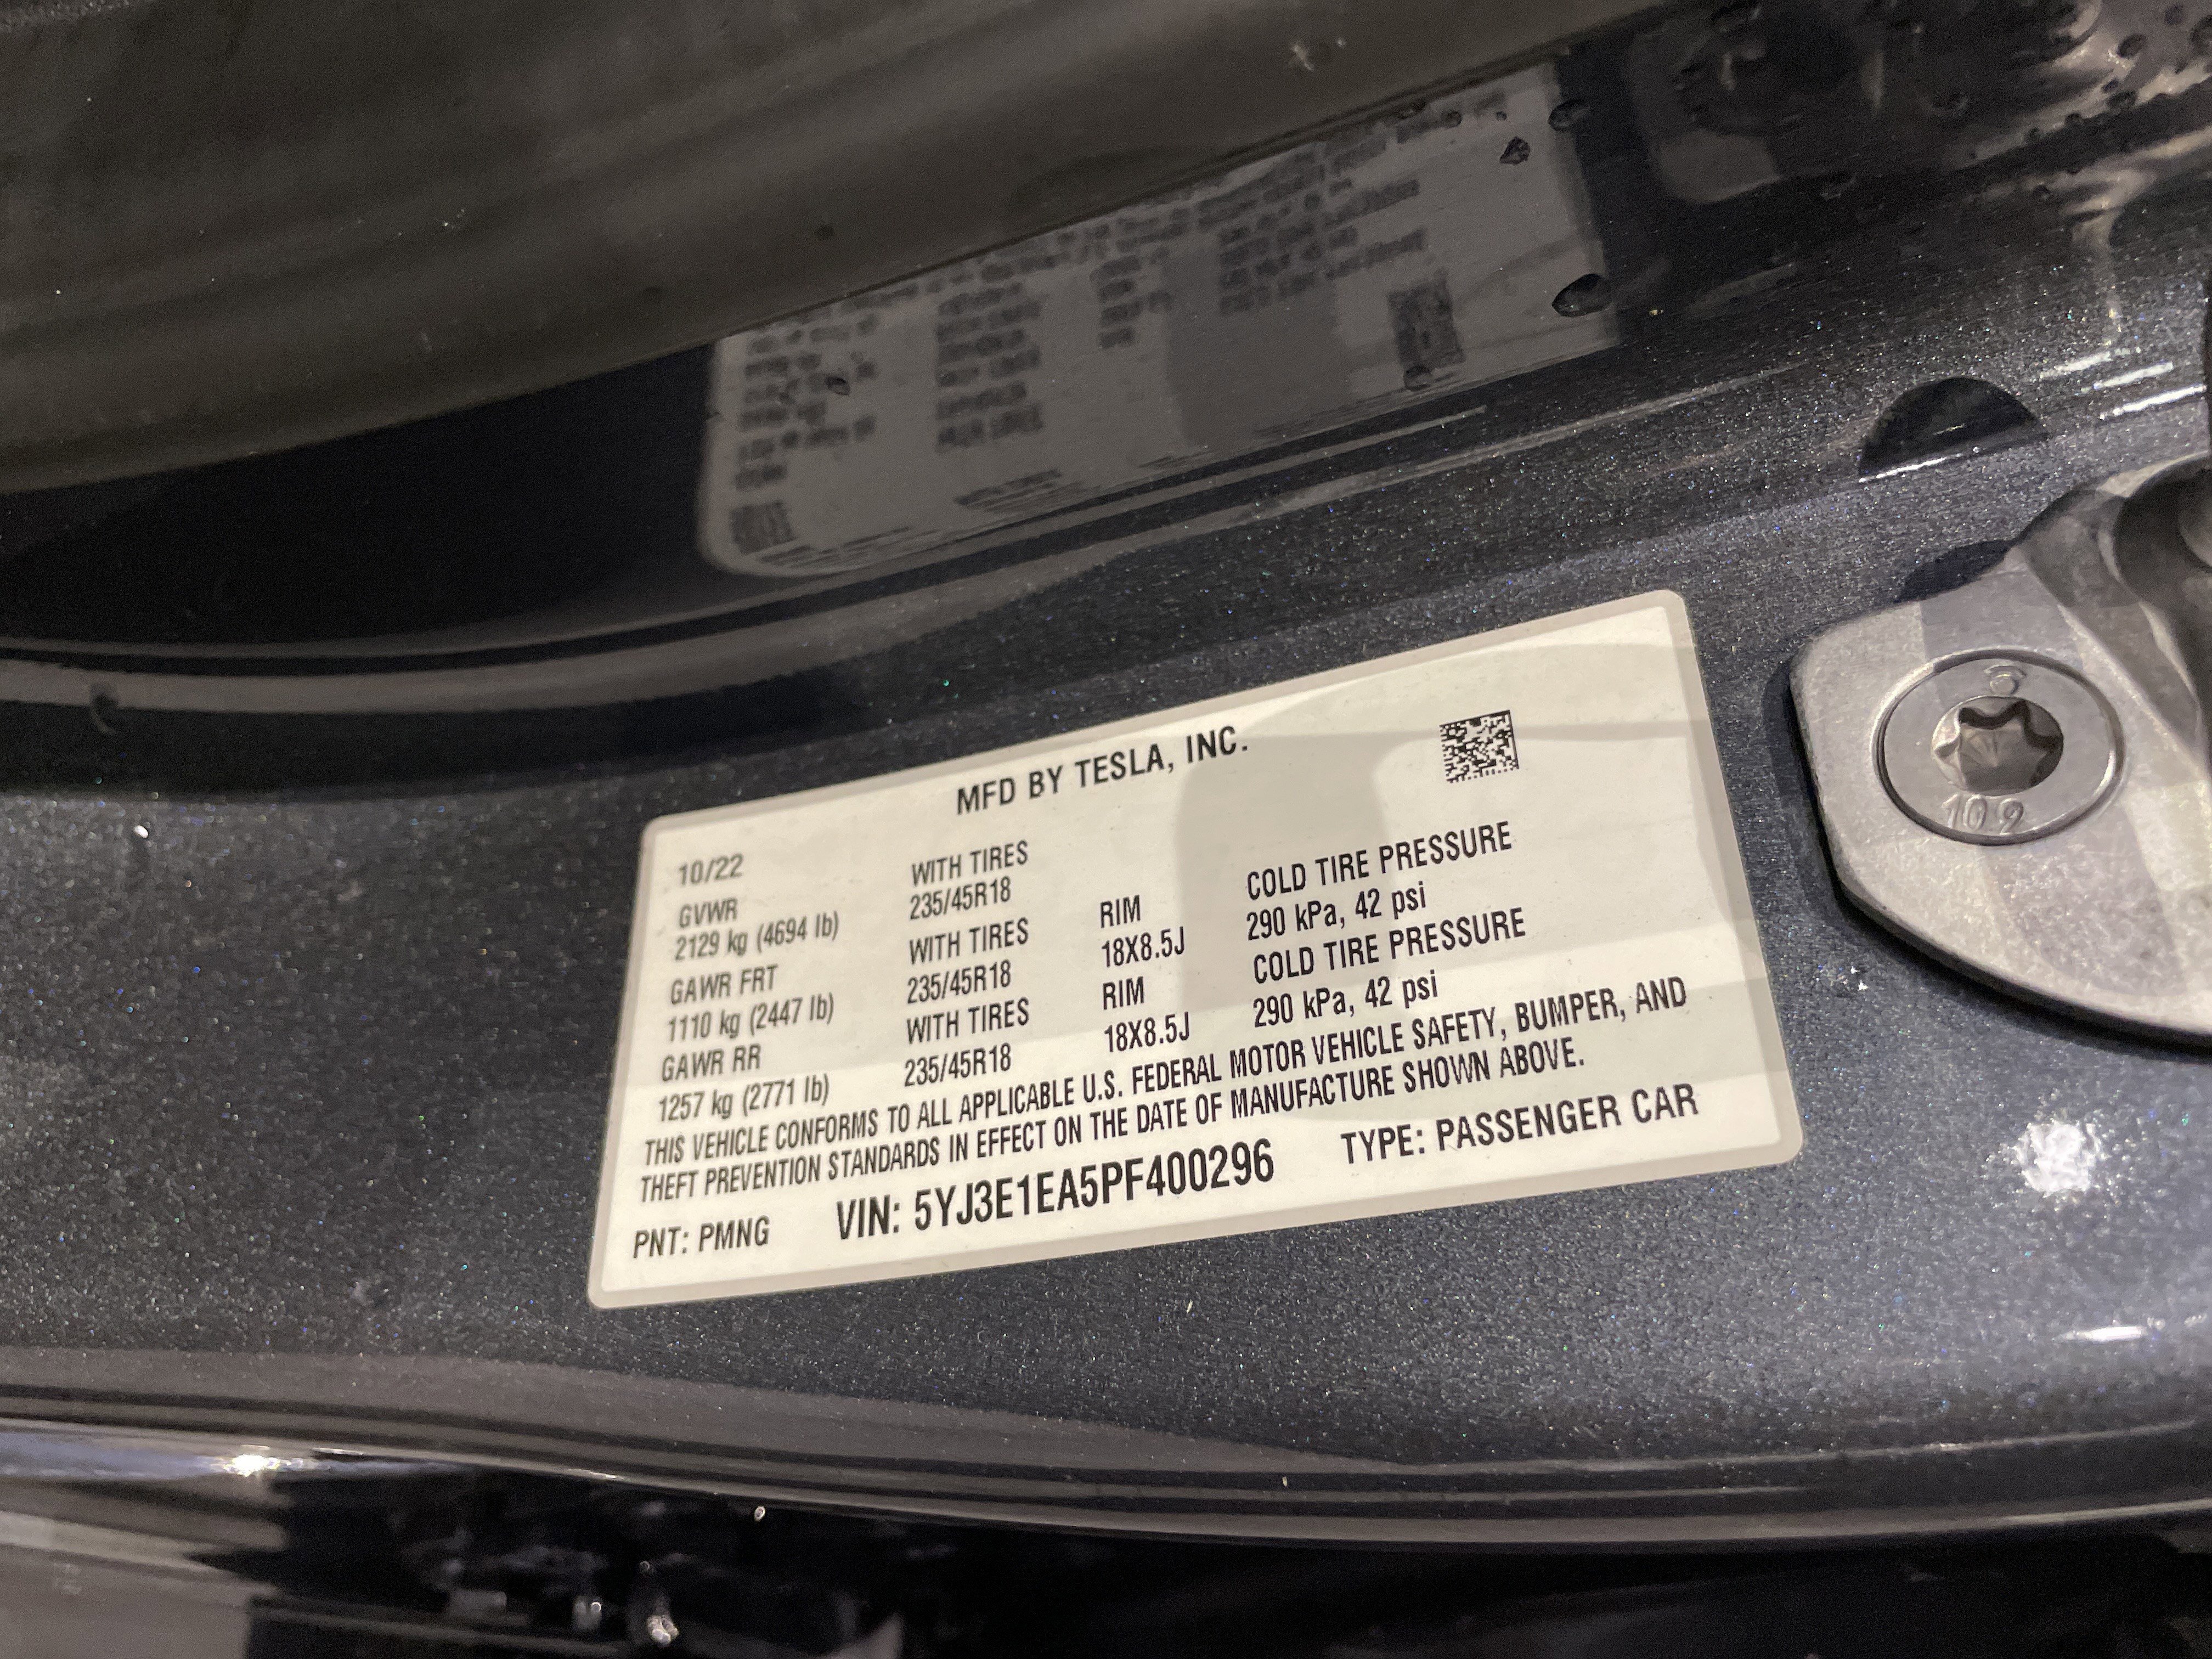 MFD BY TESLA, INC.
10/22
GVWR WITH TIRES
2129 kg (4694 lb) 235/45R18 RIM COLD TIRE PRESSURE
GAWR FRT WITH TIRES 18X8.5J 290 kPa, 42 psi
1110 kg (2447 lb) 235/45R18 RIM COLD TIRE PRESSURE
GAWR RR WITH TIRES 18X8.5J 290 kPa, 42 psi
1257 kg (2771 lb) 235/45R18
THIS VEHICLE CONFORMS TO ALL APPLICABLE U.S. FEDERAL MOTOR VEHICLE SAFETY, BUMPER, AND
THEFT PREVENTION STANDARDS IN EFFECT ON THE DATE OF MANUFACTURE SHOWN ABOVE.
PNT: PMNG VIN: 5YJ3E1EA5PF400296 TYPE: PASSENGER CAR
10 9